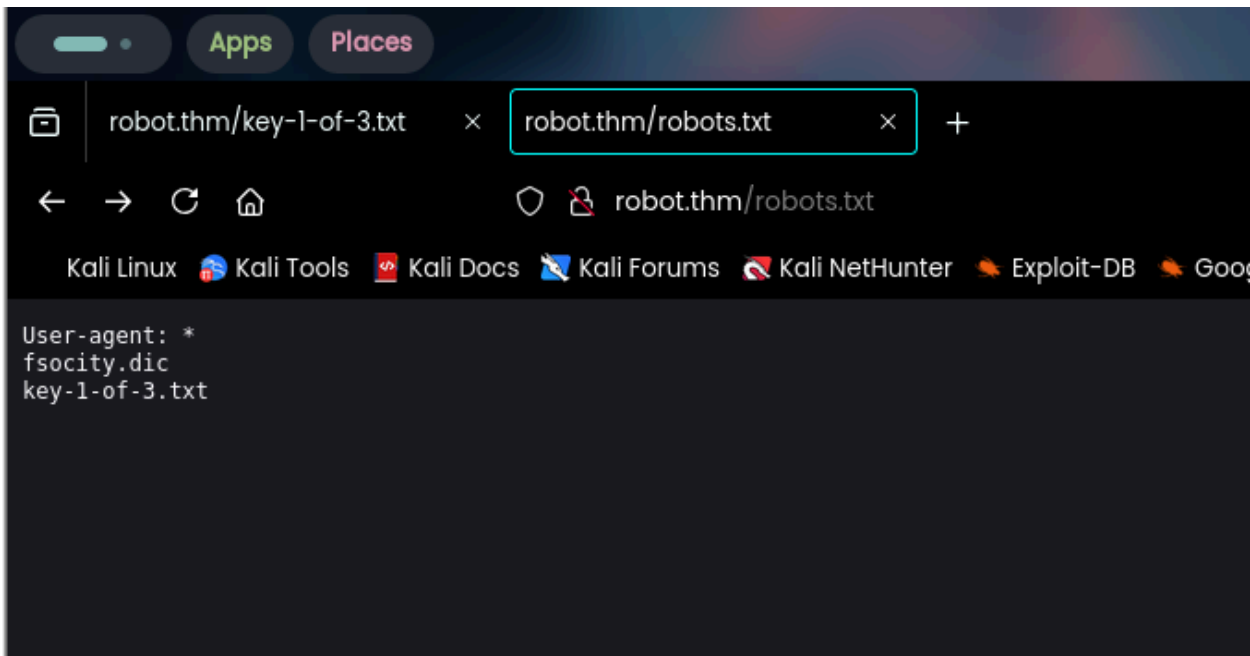 Apps Places
robot.thm/key-1-of-3.txt robot.thm/robots.txt
robot.thm/robots.txt
Kali Linux Kali Tools Kali Docs Kali Forums Kali NetHunter Exploit-DB Goog
User-agent: *
fsocity.dic
key-1-of-3.txt